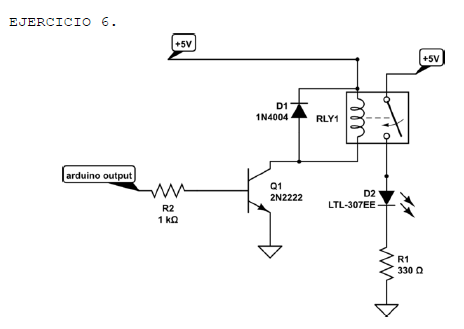 EJERCICIO 6.
+5V
+5V
D1
1N4004
RLY1
arduino output
R2
1 kΩ
Q1
2N2222
D2
LTL-307EE
R1
330 Ω